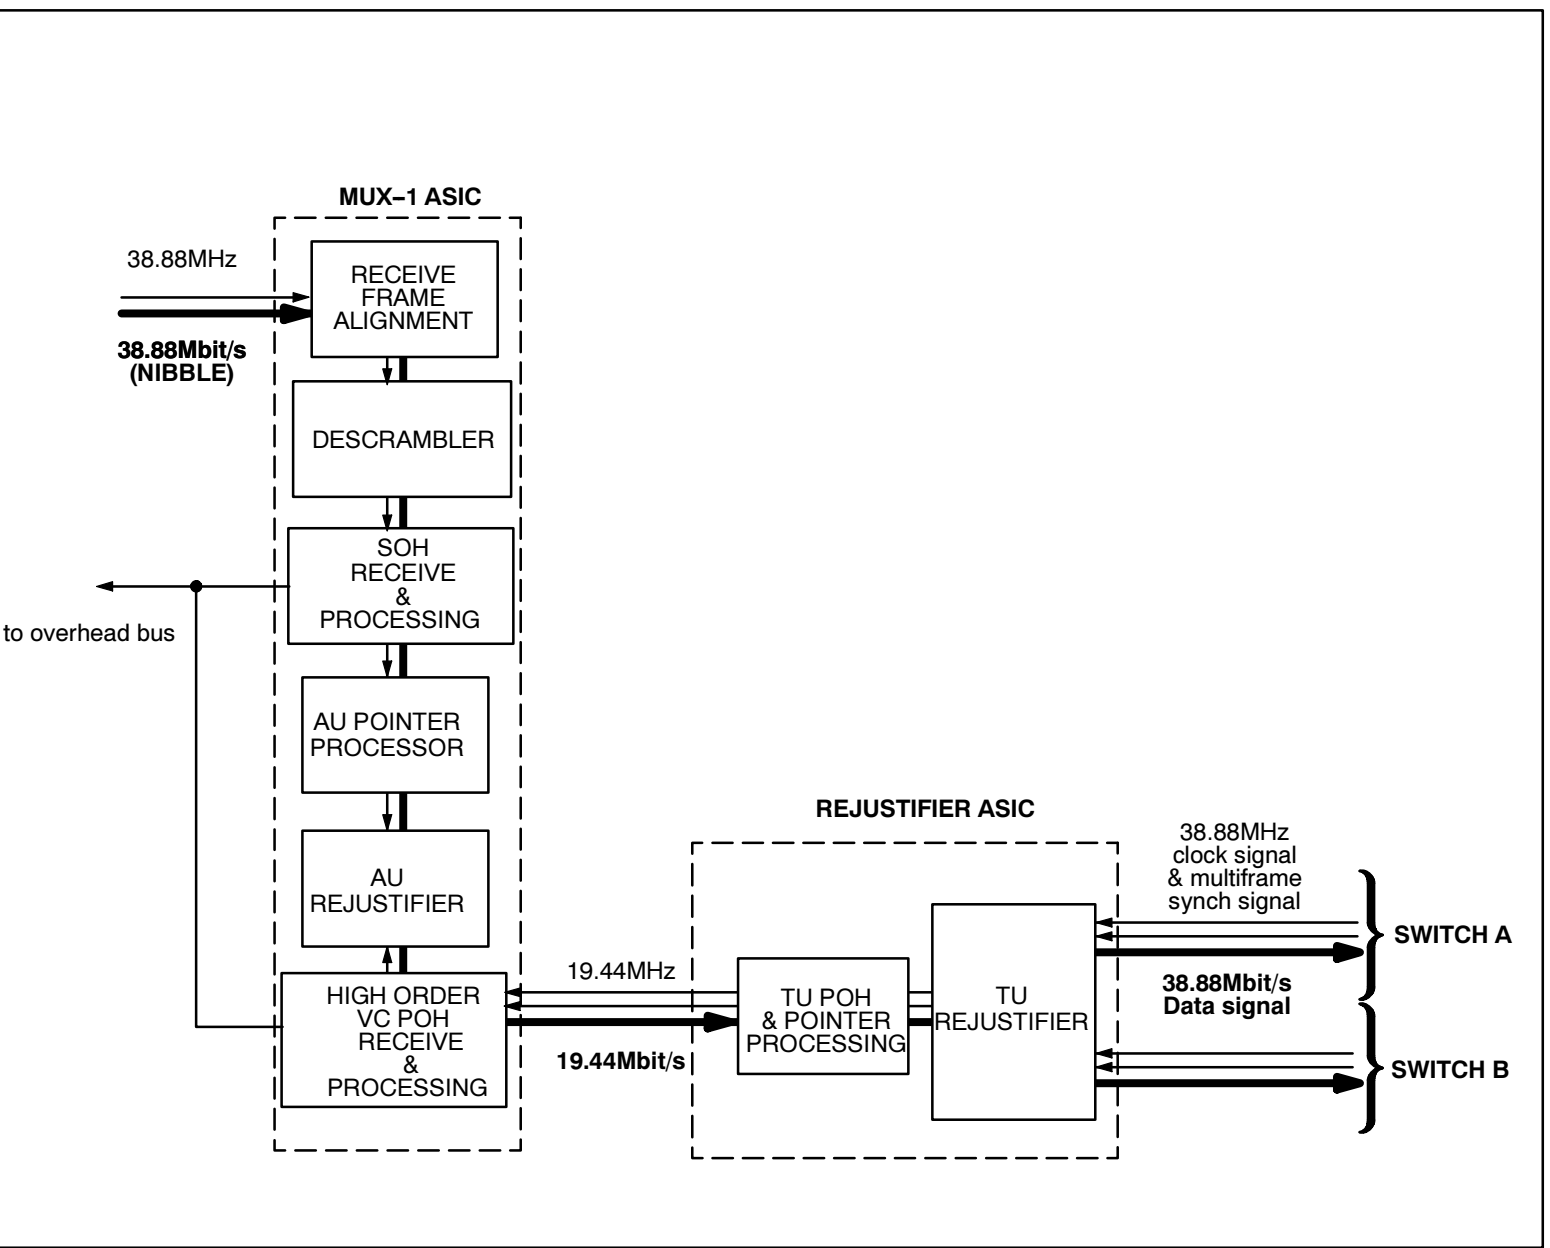 MUX–1 ASIC
38.88MHz
RECEIVE
FRAME
ALIGNMENT
38.88Mbit/s
(NIBBLE)
DESCRAMBLER
SOH
RECEIVE
&
PROCESSING
to overhead bus
AU POINTER
PROCESSOR
AU
REJUSTIFIER
HIGH ORDER
VC POH
RECEIVE
&
PROCESSING
19.44MHz
19.44Mbit/s
REJUSTIFIER ASIC
TU POH
& POINTER
PROCESSING
TU
REJUSTIFIER
38.88MHz
clock signal
& multiframe
synch signal
SWITCH A
38.88Mbit/s
Data signal
SWITCH B